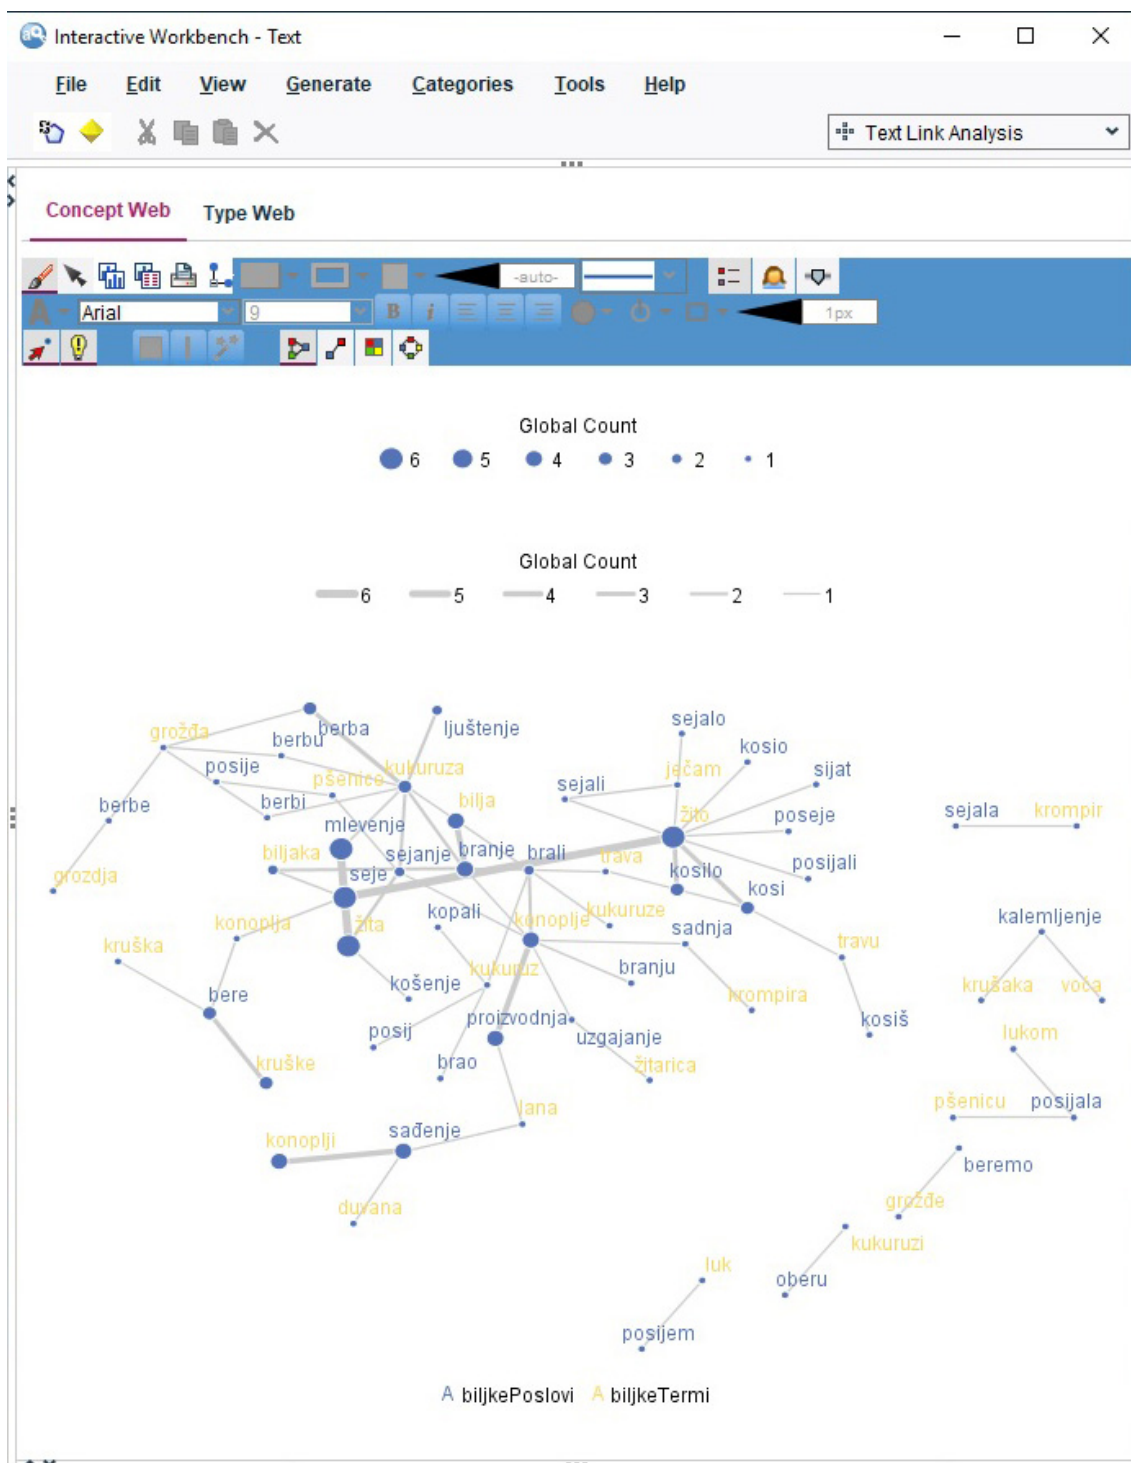 Interactive Workbench - Text
File Edit View Generate Categories Tools Help
Text Link Analysis
Concept Web Type Web
-auto-
A Arial 9 B i 1px
Global Count
6 5 4 3 2 1
Global Count
6 5 4 3 2 1
grožđa berba ljuštenje sejalo
berbu kosio
posije pšenice kukuruza sejali ječam sijat
berbe berbi bilja žito poseje sejala krompir
mlevenje
biljaka sejanje branje brali trava posijali
grozdja seje kosilo kosi
konoplja žita kopali konoplje kukuruze sadnja kalemljenje
kruška travu
kukuruz branju
bere košenje krompira krušaka voća
posij proizvodnja uzgajanje kosiš lukom
kruške brao žitarica
lana pšenicu posijala
konoplji sađenje
beremo
duvana grožđe
kukuruzi
luk oberu
posijem
A biljkePoslovi A biljkeTermi